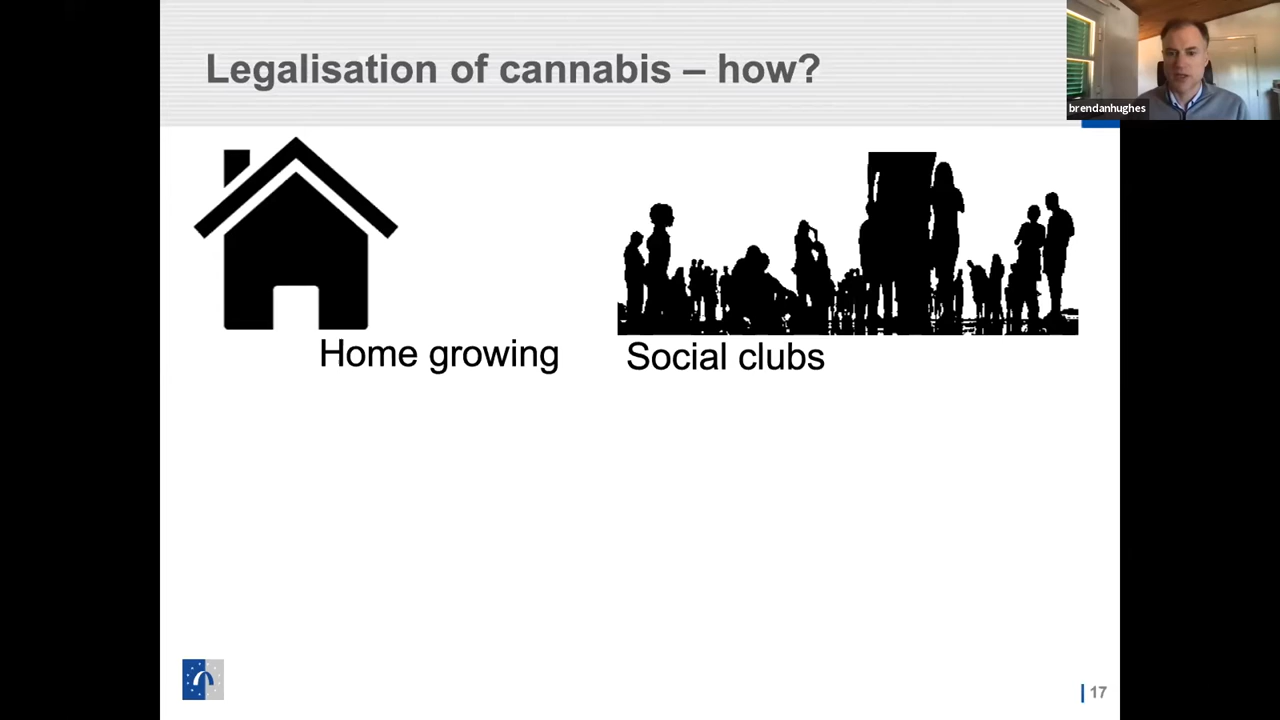 Legalisation of cannabis – how?
brendanhughes
Home growing
Social clubs
17